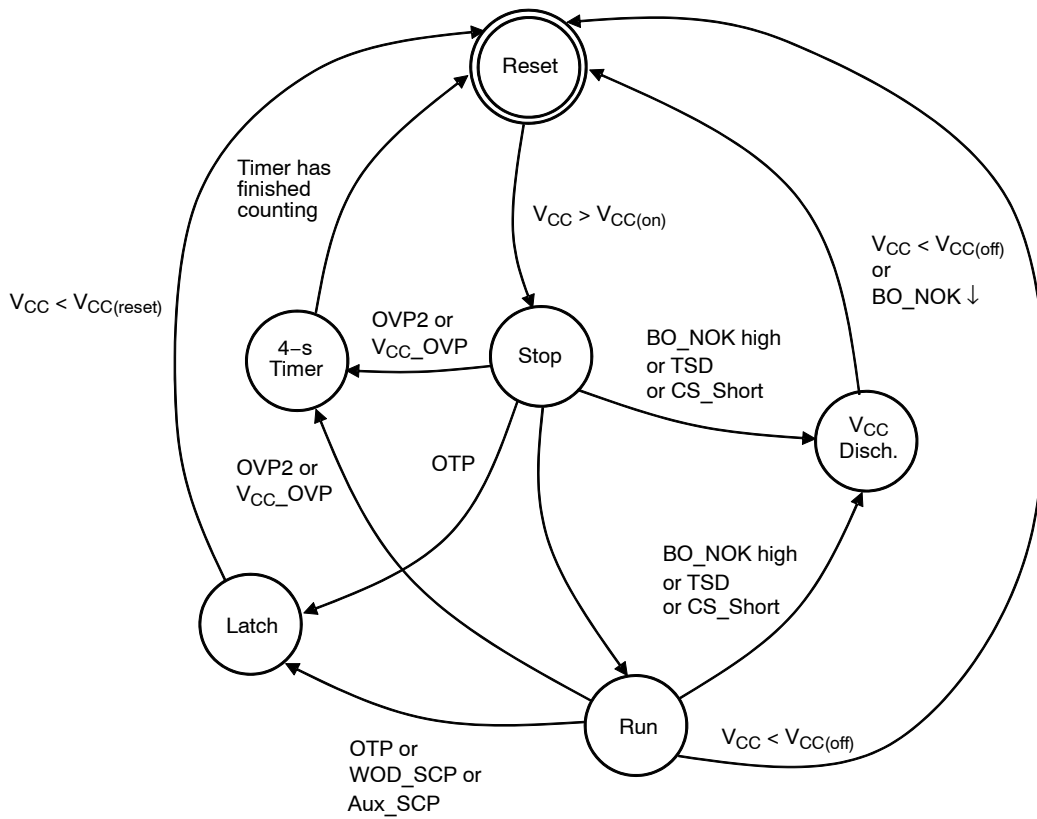 Reset
Timer has
finished
counting
V_CC > V_CC(on)
V_CC < V_CC(off)
or
BO_NOK ↓
V_CC < V_CC(reset)
4–s
Timer
OVP2 or
V_CC_OVP
Stop
BO_NOK high
or TSD
or CS_Short
V_CC
Disch.
OVP2 or
V_CC_OVP
OTP
BO_NOK high
or TSD
or CS_Short
Latch
Run
V_CC < V_CC(off)
OTP or
WOD_SCP or
Aux_SCP